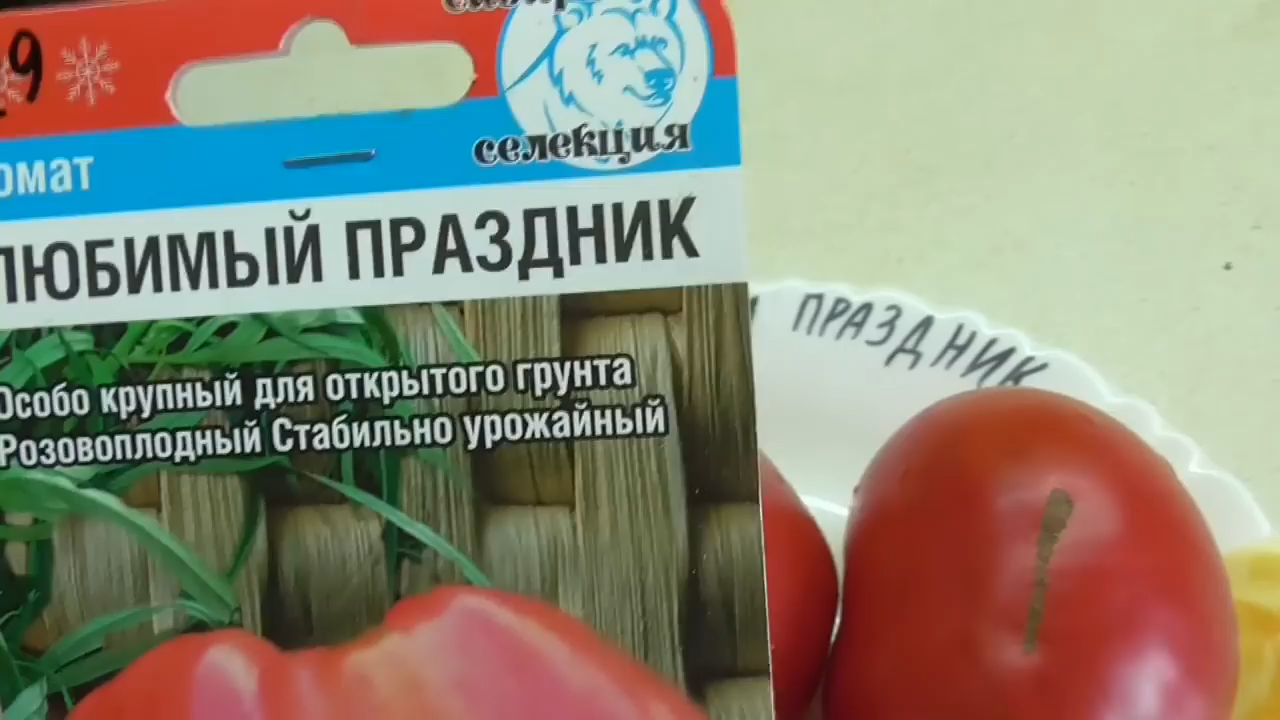 9
селекция
омат
ЛЮБИМЫЙ ПРАЗДНИК
Особо крупный для открытого грунта
Розовоплодный Стабильно урожайный
ПРАЗДНИК